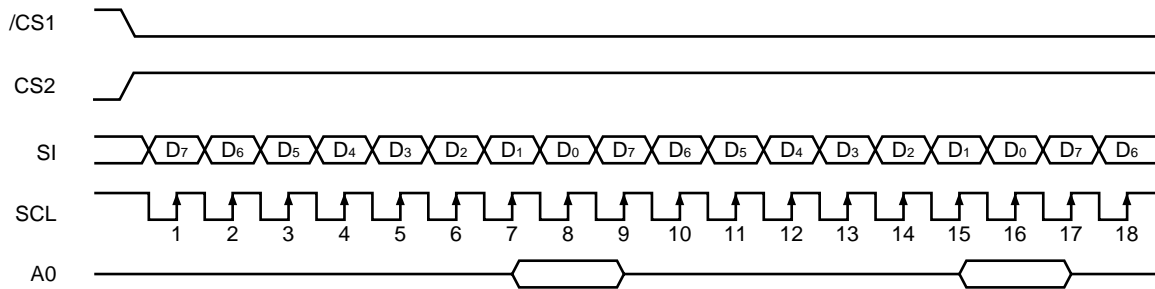 /CS1
CS2
SI D7 D6 D5 D4 D3 D2 D1 D0 D7 D6 D5 D4 D3 D2 D1 D0 D7 D6
SCL
1 2 3 4 5 6 7 8 9 10 11 12 13 14 15 16 17 18
A0